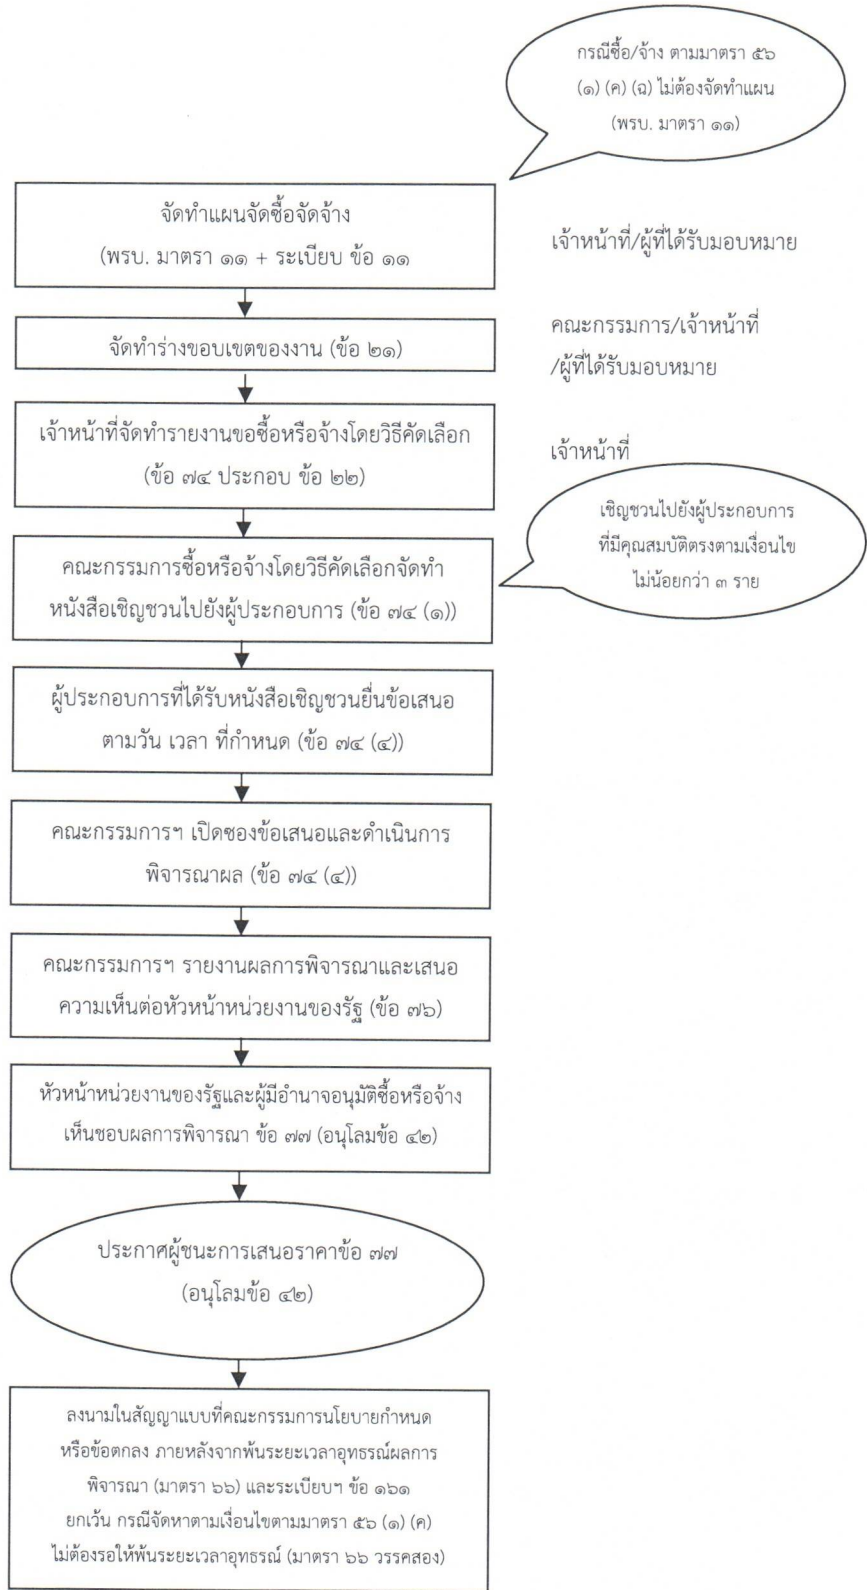 กรณีซื้อ/จ้าง ตามมาตรา ๕๖
(๑) (ค) (ฉ) ไม่ต้องจัดทำแผน
(พรบ. มาตรา ๑๑)
จัดทำแผนจัดซื้อจัดจ้าง
(พรบ. มาตรา ๑๑ + ระเบียบ ข้อ ๑๑
เจ้าหน้าที่/ผู้ที่ได้รับมอบหมาย
จัดทำร่างขอบเขตของงาน (ข้อ ๒๑)
คณะกรรมการ/เจ้าหน้าที่
/ผู้ที่ได้รับมอบหมาย
เจ้าหน้าที่จัดทำรายงานขอซื้อหรือจ้างโดยวิธีคัดเลือก
(ข้อ ๗๔ ประกอบ ข้อ ๒๒)
เจ้าหน้าที่
เชิญชวนไปยังผู้ประกอบการ
ที่มีคุณสมบัติตรงตามเงื่อนไข
ไม่น้อยกว่า ๓ ราย
คณะกรรมการซื้อหรือจ้างโดยวิธีคัดเลือกจัดทำ
หนังสือเชิญชวนไปยังผู้ประกอบการ (ข้อ ๗๔ (๑))
ผู้ประกอบการที่ได้รับหนังสือเชิญชวนยื่นข้อเสนอ
ตามวัน เวลา ที่กำหนด (ข้อ ๗๔ (๔))
คณะกรรมการฯ เปิดซองข้อเสนอและดำเนินการ
พิจารณาผล (ข้อ ๗๔ (๔))
คณะกรรมการฯ รายงานผลการพิจารณาและเสนอ
ความเห็นต่อหัวหน้าหน่วยงานของรัฐ (ข้อ ๗๖)
หัวหน้าหน่วยงานของรัฐและผู้มีอำนาจอนุมัติซื้อหรือจ้าง
เห็นชอบผลการพิจารณา ข้อ ๗๗ (อนุโลมข้อ ๔๒)
ประกาศผู้ชนะการเสนอราคาข้อ ๗๗
(อนุโลมข้อ ๔๒)
ลงนามในสัญญาแบบที่คณะกรรมการนโยบายกำหนด
หรือข้อตกลง ภายหลังจากพ้นระยะเวลาอุทธรณ์ผลการ
พิจารณา (มาตรา ๖๖) และระเบียบฯ ข้อ ๑๖๑
ยกเว้น กรณีจัดหาตามเงื่อนไขตามมาตรา ๕๖ (๑) (ค)
ไม่ต้องรอให้พ้นระยะเวลาอุทธรณ์ (มาตรา ๖๖ วรรคสอง)